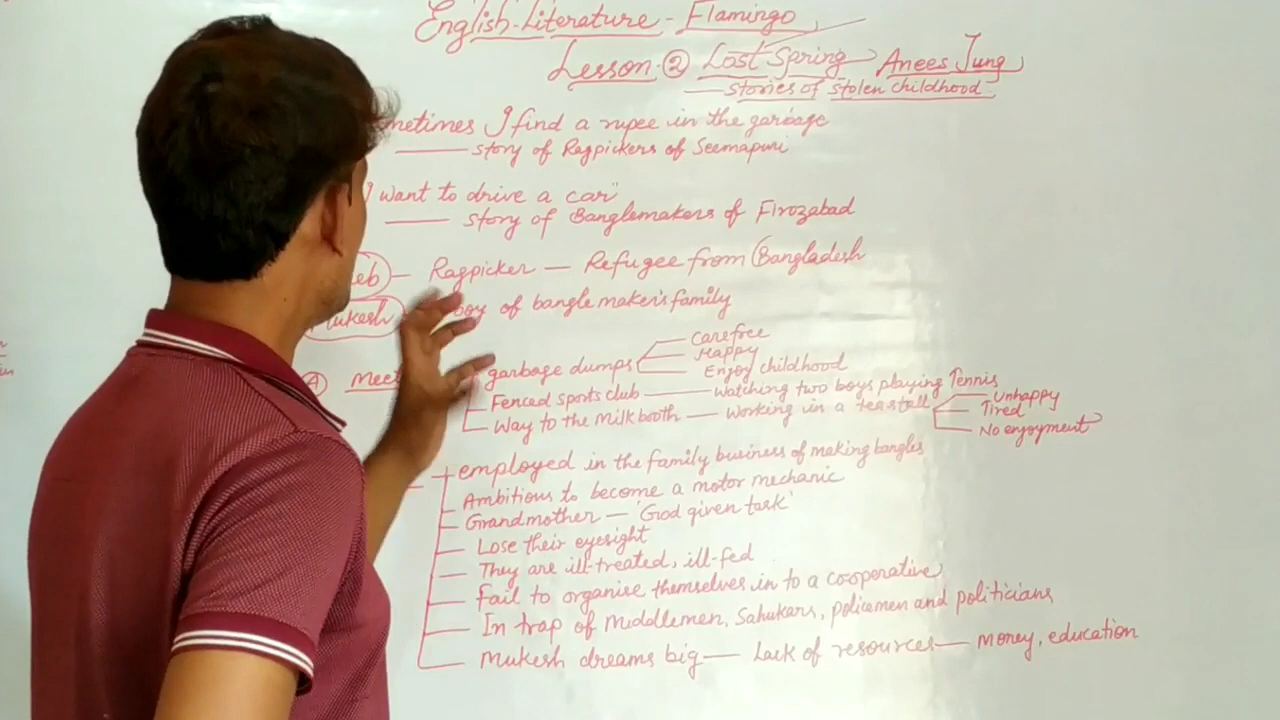 English Literature - Flamingo
Lesson - ② Lost Spring Anees Jung
— stories of stolen childhood
metimes I find a rupee in the garbage
— story of Ragpickers of Seemapuri
I want to drive a car"
— story of Banglemakers of Firozabad
eb — Ragpicker — Refugee from Bangladesh
Mukesh boy of bangle maker's family
Ⓐ Meet garbage dumps Carefree
Happy
Enjoy childhood
Fenced sports club — watching two boys playing Tennis
Way to the Milk booth — working in a teastall Unhappy
Tired
No enjoyment
employed in the family business of making bangles
Ambitious to become a motor mechanic
Grandmother — 'God given task'
Lose their eyesight
They are ill-treated, ill-fed
Fail to organise themselves in to a cooperative
In trap of Middlemen, Sahukars, policemen and politicians
Mukesh dreams big — Lack of resources — money, education